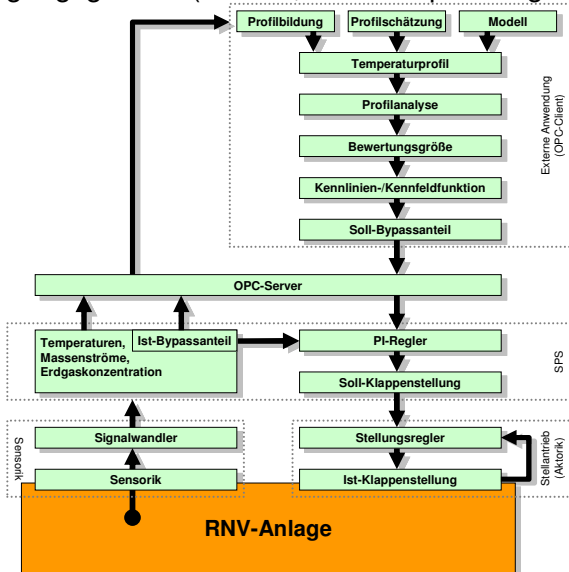 Profilbildung
Profilschätzung
Modell
Temperaturprofil
Profilanalyse
Bewertungsgröße
Kennlinien-/Kennfeldfunktion
Soll-Bypassanteil
Externe Anwendung
(OPC-Client)
OPC-Server
Temperaturen,
Massenströme,
Erdgaskonzentration
Ist-Bypassanteil
PI-Regler
Soll-Klappenstellung
SPS
Signalwandler
Sensorik
Sensorik
Stellungsregler
Ist-Klappenstellung
Stellantrieb
(Aktorik)
RNV-Anlage